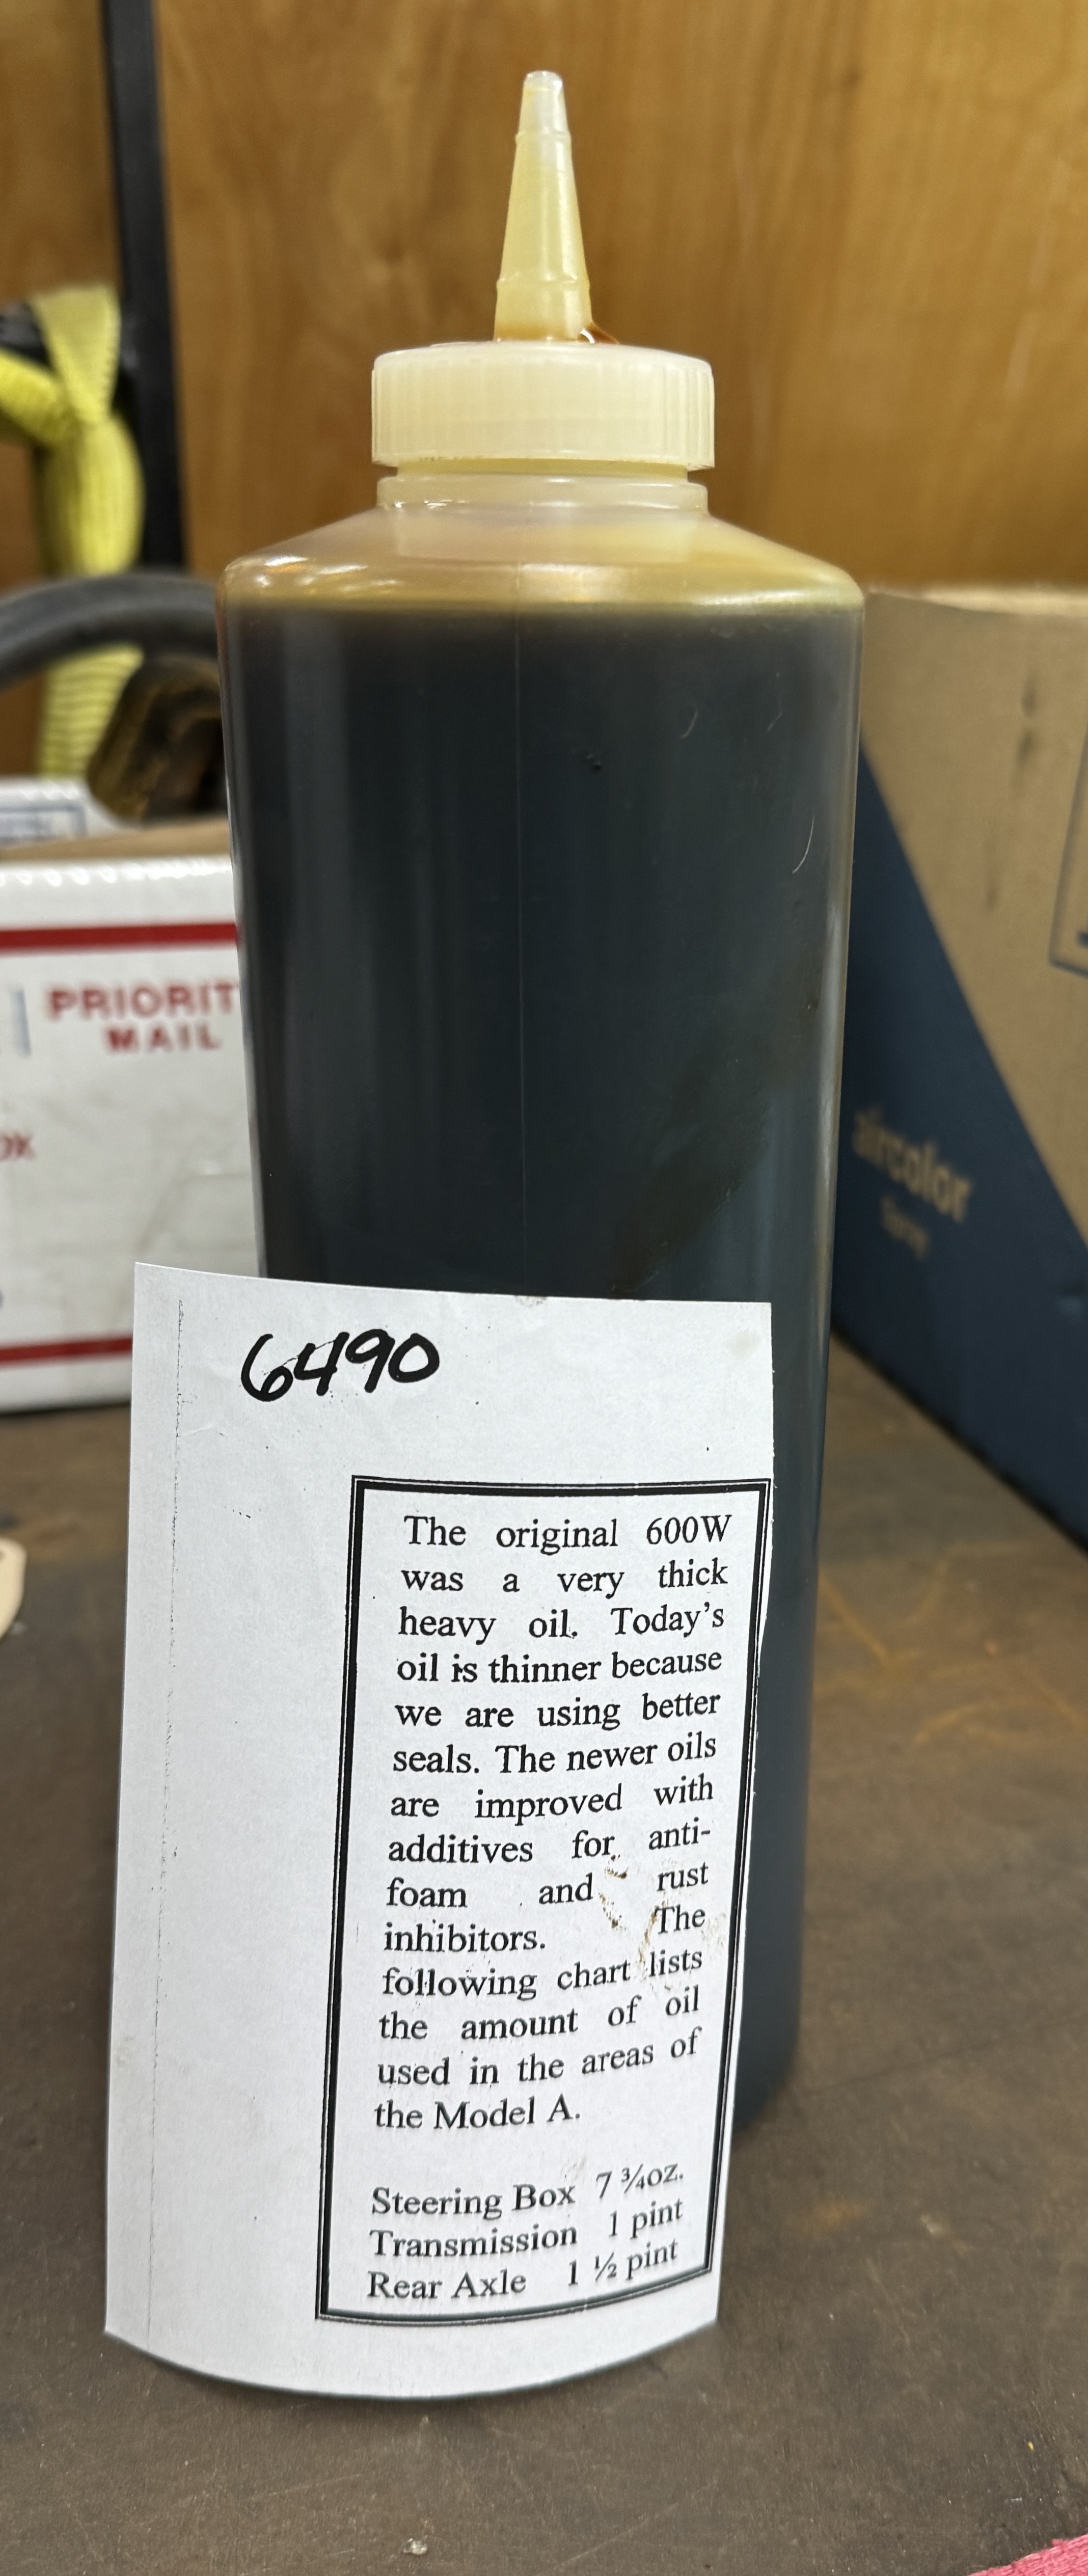 PRIORIT
MAIL
OX
aircolor
6490
The original 600W
was a very thick
heavy oil. Today's
oil is thinner because
we are using better
seals. The newer oils
are improved with
additives for anti-
foam and rust
inhibitors. The
following chart lists
the amount of oil
used in the areas of
the Model A.
Steering Box 7 ¾oz.
Transmission 1 pint
Rear Axle 1 ½ pint